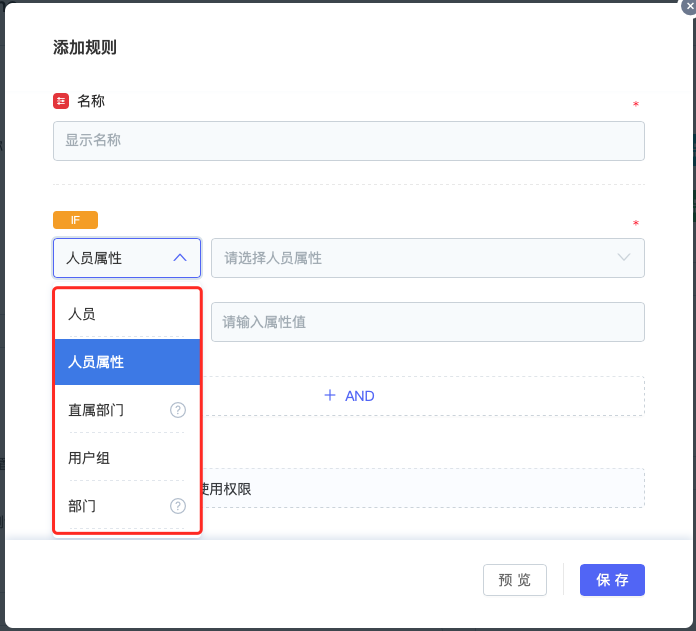 添加规则
名称
*
显示名称
IF
*
人员属性
请选择人员属性
人员
请输入属性值
人员属性
+ AND
直属部门 ?
用户组
使用权限
部门 ?
预 览
保 存